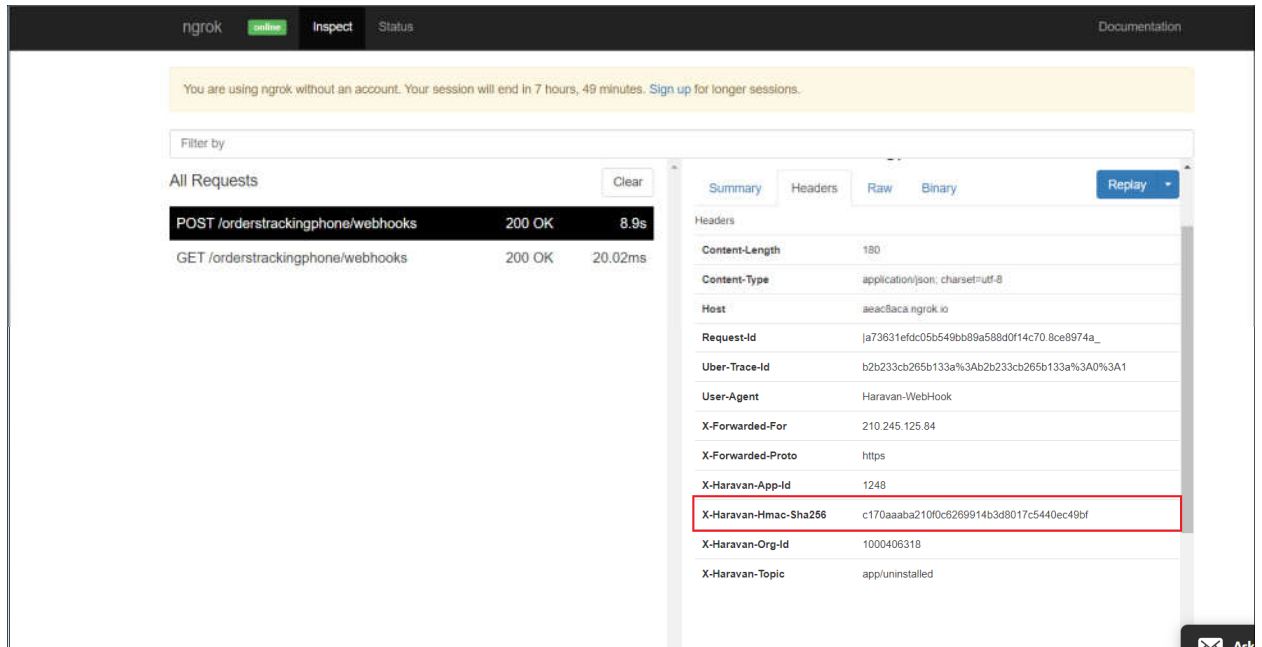 ngrok online Inspect Status Documentation
You are using ngrok without an account. Your session will end in 7 hours, 49 minutes. Sign up for longer sessions.
Filter by
All Requests Clear
POST /orderstrackingphone/webhooks 200 OK 8.9s
GET /orderstrackingphone/webhooks 200 OK 20.02ms
Summary Headers Raw Binary Replay
Headers
Content-Length 180
Content-Type application/json; charset=utf-8
Host aeac8aca.ngrok.io
Request-Id |a73631efdc05b549bb89a588d0f14c70.8ce8974a_
Uber-Trace-Id b2b233cb265b133a%3Ab2b233cb265b133a%3A0%3A1
User-Agent Haravan-WebHook
X-Forwarded-For 210.245.125.84
X-Forwarded-Proto https
X-Haravan-App-Id 1248
X-Haravan-Hmac-Sha256 c170aaaba210f0c6269914b3d8017c5440ec49bf
X-Haravan-Org-Id 1000406318
X-Haravan-Topic app/uninstalled